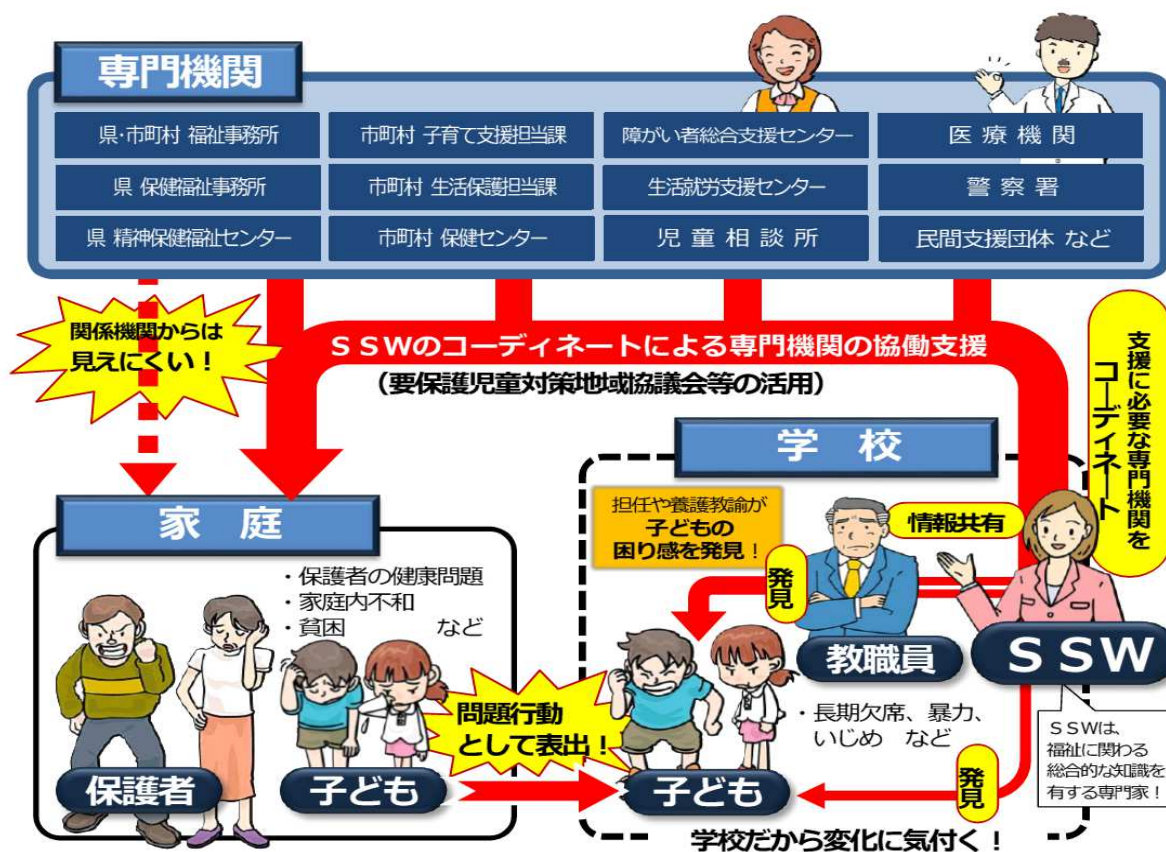 専門機関
県・市町村 福祉事務所
市町村 子育て支援担当課
障がい者総合支援センター
医 療 機 関
県 保健福祉事務所
市町村 生活保護担当課
生活就労支援センター
警 察 署
県 精神保健福祉センター
市町村 保健センター
児 童 相 談 所
民間支援団体 など
関係機関からは
見えにくい！
ＳＳＷのコーディネートによる専門機関の協働支援
（要保護児童対策地域協議会等の活用）
支援に必要な専門機関を
コーディネート
学 校
担任や養護教諭が
子どもの
困り感を発見！
情報共有
発見
教職員
ＳＳＷ
家 庭
・保護者の健康問題
・家庭内不和
・貧困 など
問題行動
として表出！
・長期欠席、暴力、
いじめ など
ＳＳＷは、
福祉に関わる
総合的な知識を
有する専門家！
発見
保護者
子ども
子ども
学校だから変化に気付く！